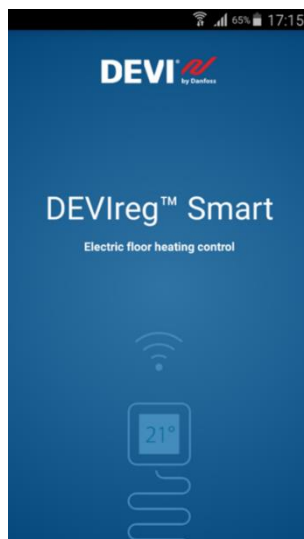 65% 17:15
DEVI
by Danfoss
DEVIreg™ Smart
Electric floor heating control
21°